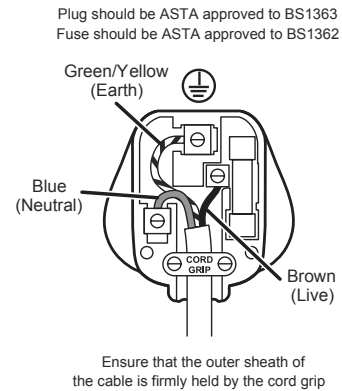 Plug should be ASTA approved to BS1363
Fuse should be ASTA approved to BS1362
Green/Yellow
(Earth)
Blue
(Neutral)
CORD
GRIP
Brown
(Live)
Ensure that the outer sheath of
the cable is firmly held by the cord grip